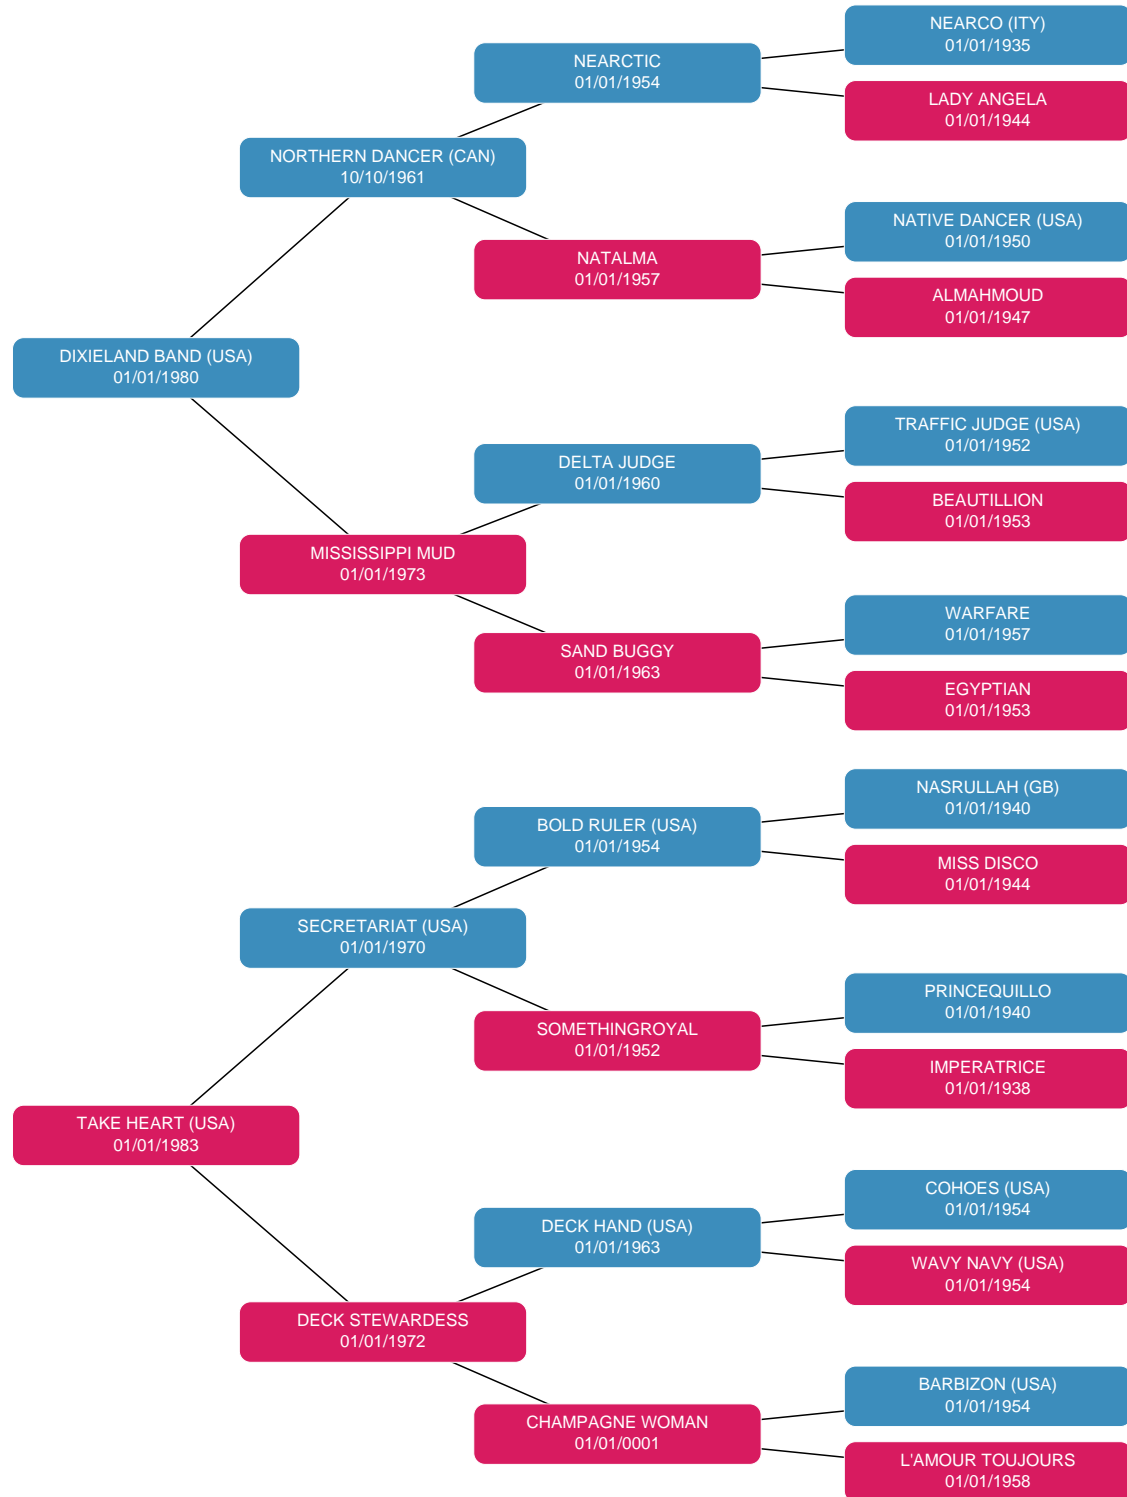 NEARCO (ITY)
01/01/1935
NEARCTIC
01/01/1954
LADY ANGELA
01/01/1944
NORTHERN DANCER (CAN)
10/10/1961
NATIVE DANCER (USA)
01/01/1950
NATALMA
01/01/1957
ALMAHMOUD
01/01/1947
DIXIELAND BAND (USA)
01/01/1980
TRAFFIC JUDGE (USA)
01/01/1952
DELTA JUDGE
01/01/1960
BEAUTILLION
01/01/1953
MISSISSIPPI MUD
01/01/1973
WARFARE
01/01/1957
SAND BUGGY
01/01/1963
EGYPTIAN
01/01/1953
NASRULLAH (GB)
01/01/1940
BOLD RULER (USA)
01/01/1954
MISS DISCO
01/01/1944
SECRETARIAT (USA)
01/01/1970
PRINCEQUILLO
01/01/1940
SOMETHINGROYAL
01/01/1952
IMPERATRICE
01/01/1938
TAKE HEART (USA)
01/01/1983
COHOES (USA)
01/01/1954
DECK HAND (USA)
01/01/1963
WAVY NAVY (USA)
01/01/1954
DECK STEWARDESS
01/01/1972
BARBIZON (USA)
01/01/1954
CHAMPAGNE WOMAN
01/01/0001
L'AMOUR TOUJOURS
01/01/1958